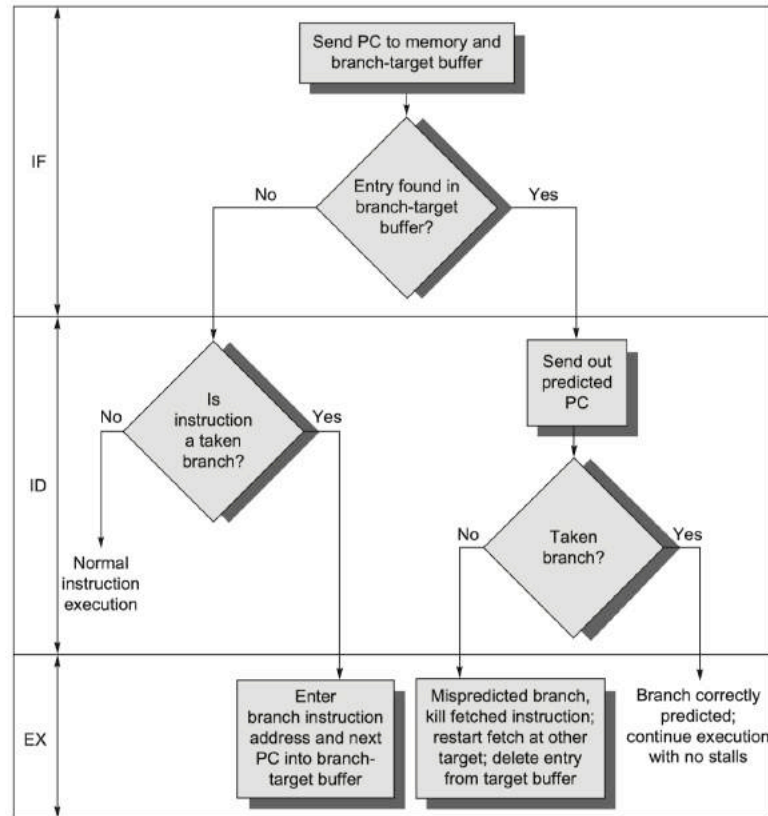 Send PC to memory and
branch-target buffer
IF
No
Entry found in
branch-target
buffer?
Yes
ID
No
Is
instruction
a taken
branch?
Yes
Send out
predicted
PC
Normal
instruction
execution
No
Taken
branch?
Yes
EX
Enter
branch instruction
address and next
PC into branch-
target buffer
Mispredicted branch,
kill fetched instruction;
restart fetch at other
target; delete entry
from target buffer
Branch correctly
predicted;
continue execution
with no stalls